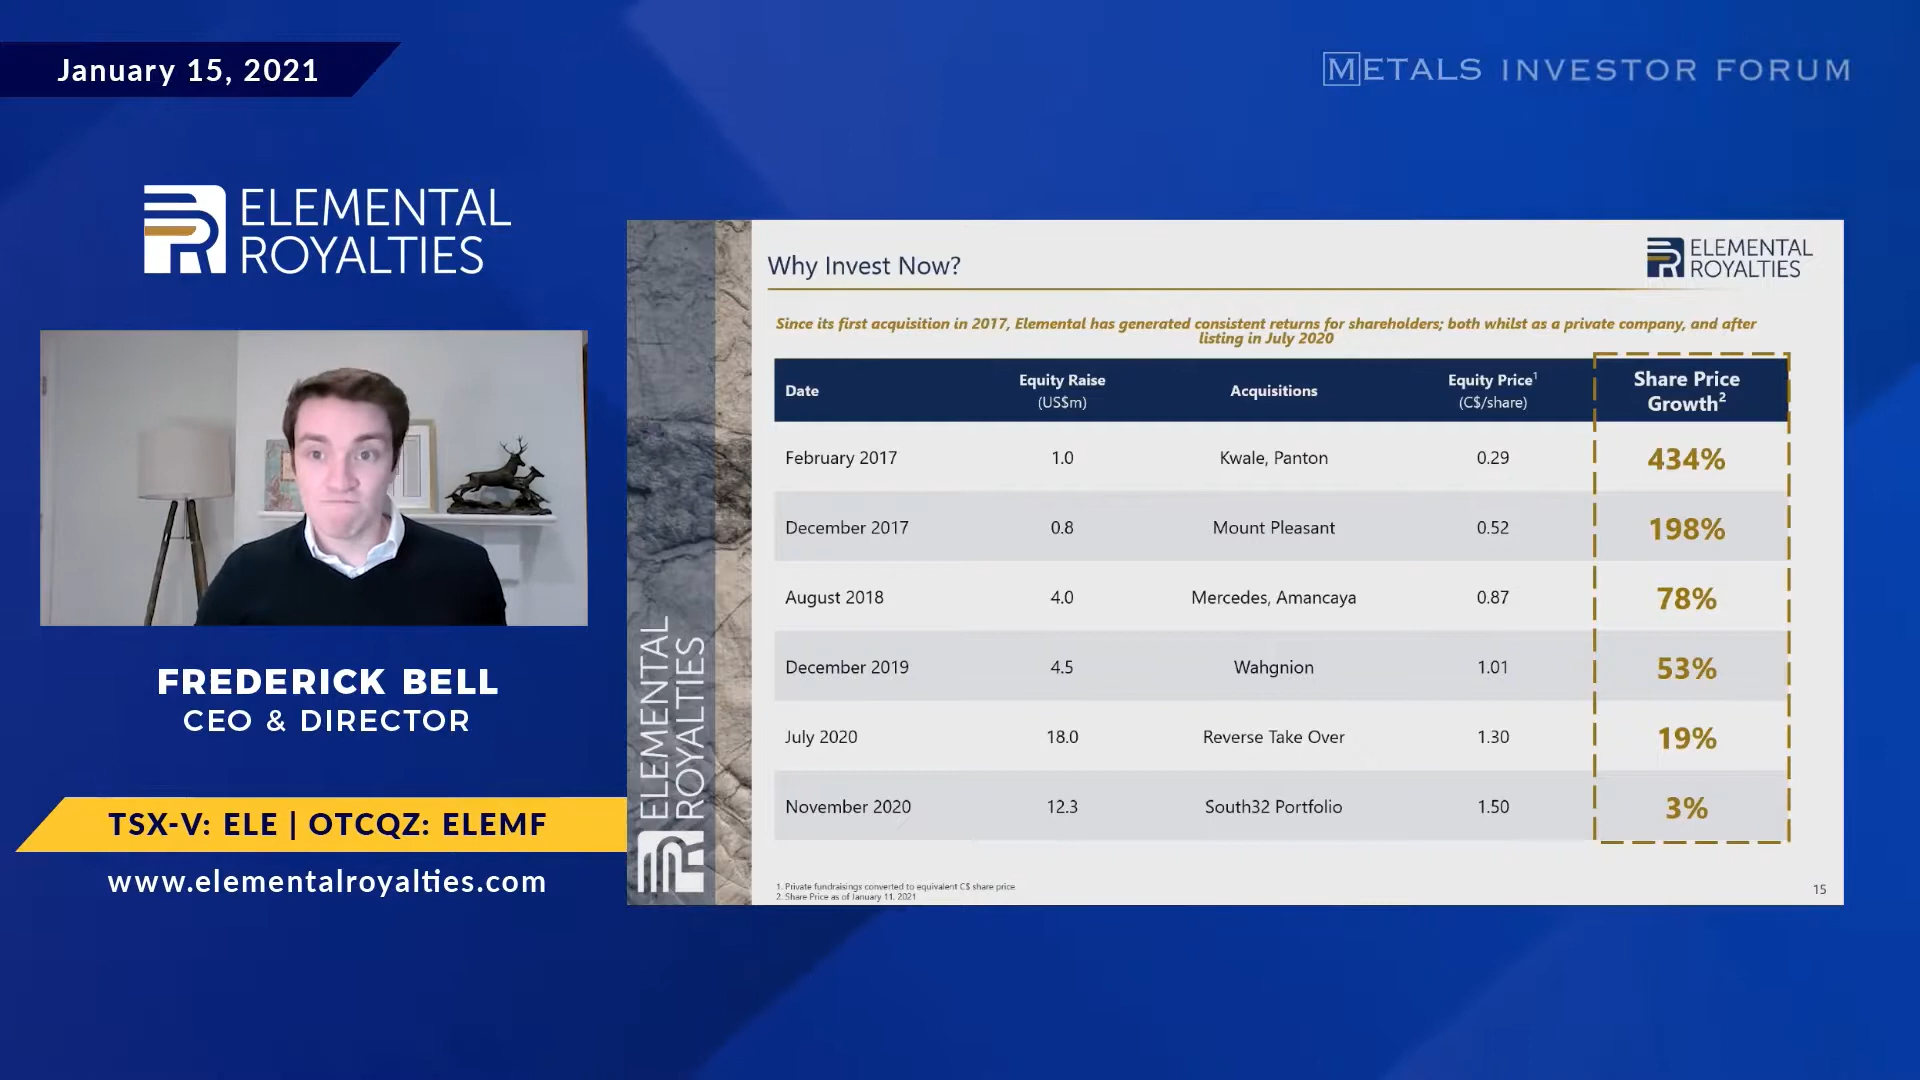 January 15, 2021
METALS INVESTOR FORUM
ELEMENTAL
ROYALTIES
FREDERICK BELL
CEO & DIRECTOR
TSX-V: ELE | OTCQZ: ELEMF
www.elementalroyalties.com
ELEMENTAL
ROYALTIES
Why Invest Now?
ELEMENTAL
ROYALTIES
Since its first acquisition in 2017, Elemental has generated consistent returns for shareholders; both whilst as a private company, and after
listing in July 2020
Date Equity Raise (US$m) Acquisitions Equity Price¹ (C$/share) Share Price Growth²
February 2017 1.0 Kwale, Panton 0.29 434%
December 2017 0.8 Mount Pleasant 0.52 198%
August 2018 4.0 Mercedes, Amancaya 0.87 78%
December 2019 4.5 Wahgnion 1.01 53%
July 2020 18.0 Reverse Take Over 1.30 19%
November 2020 12.3 South32 Portfolio 1.50 3%
1. Private fundraisings converted to equivalent C$ share price
2. Share Price as of January 11, 2021
15